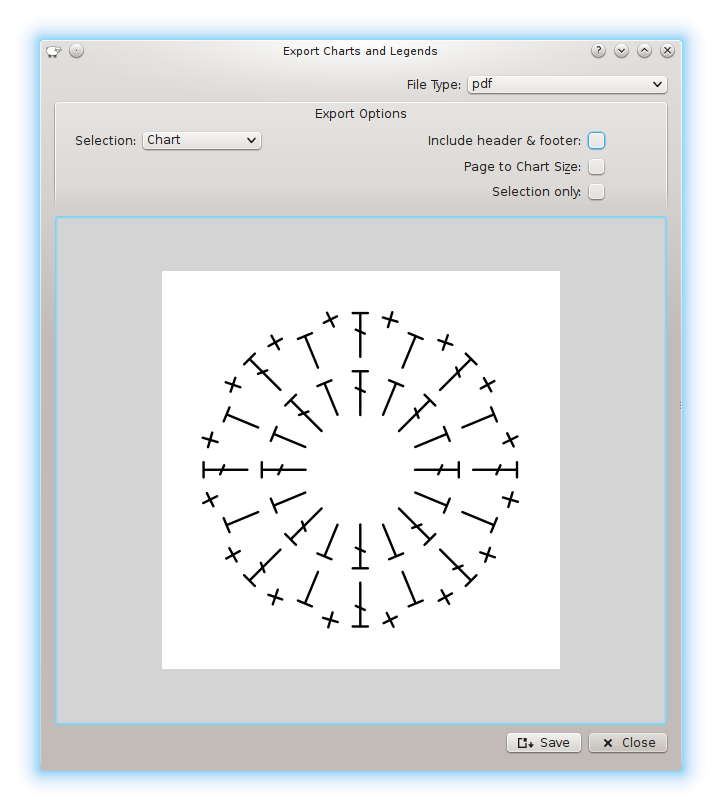 Export Charts and Legends
File Type: pdf
Export Options
Selection: Chart
Include header & footer:
Page to Chart Size:
Selection only:
Save
Close